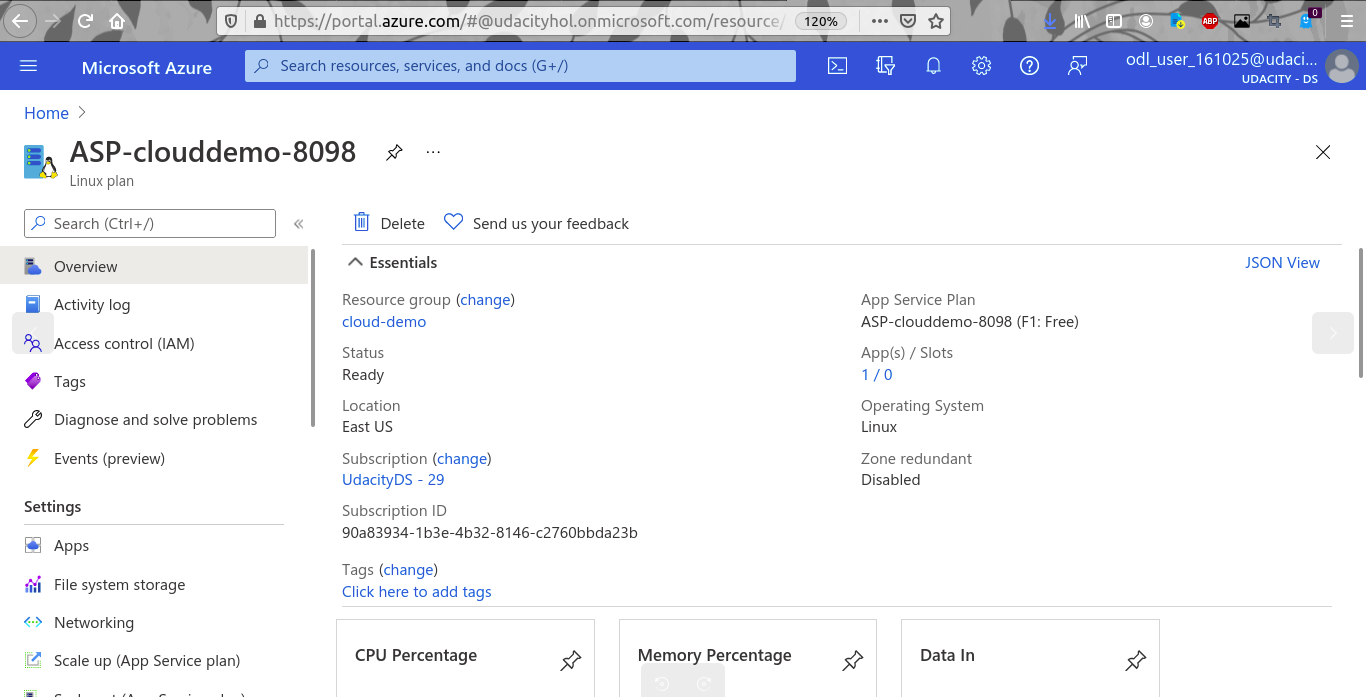 https://portal.azure.com/#@udacityhol.onmicrosoft.com/resource/
120%
ABP
0
Microsoft Azure
Search resources, services, and docs (G+/)
odl_user_161025@udaci...
UDACITY - DS
Home
ASP-clouddemo-8098
Linux plan
Search (Ctrl+/)
Delete
Send us your feedback
Overview
Activity log
Access control (IAM)
Tags
Diagnose and solve problems
Events (preview)
Settings
Apps
File system storage
Networking
Scale up (App Service plan)
Essentials
JSON View
Resource group (change)
cloud-demo
Status
Ready
Location
East US
Subscription (change)
UdacityDS - 29
Subscription ID
90a83934-1b3e-4b32-8146-c2760bbda23b
Tags (change)
Click here to add tags
App Service Plan
ASP-clouddemo-8098 (F1: Free)
App(s) / Slots
1 / 0
Operating System
Linux
Zone redundant
Disabled
CPU Percentage
Memory Percentage
Data In